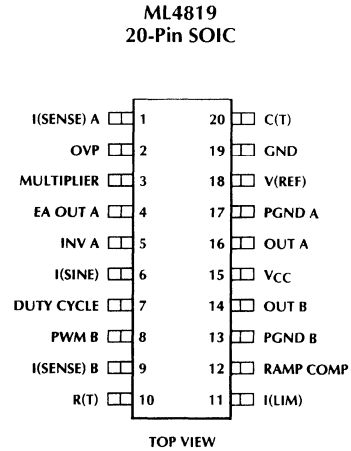 ML4819
20-Pin SOIC
I(SENSE) A 1 20 C(T)
OVP 2 19 GND
MULTIPLIER 3 18 V(REF)
EA OUT A 4 17 PGND A
INV A 5 16 OUT A
I(SINE) 6 15 VCC
DUTY CYCLE 7 14 OUT B
PWM B 8 13 PGND B
I(SENSE) B 9 12 RAMP COMP
R(T) 10 11 I(LIM)
TOP VIEW